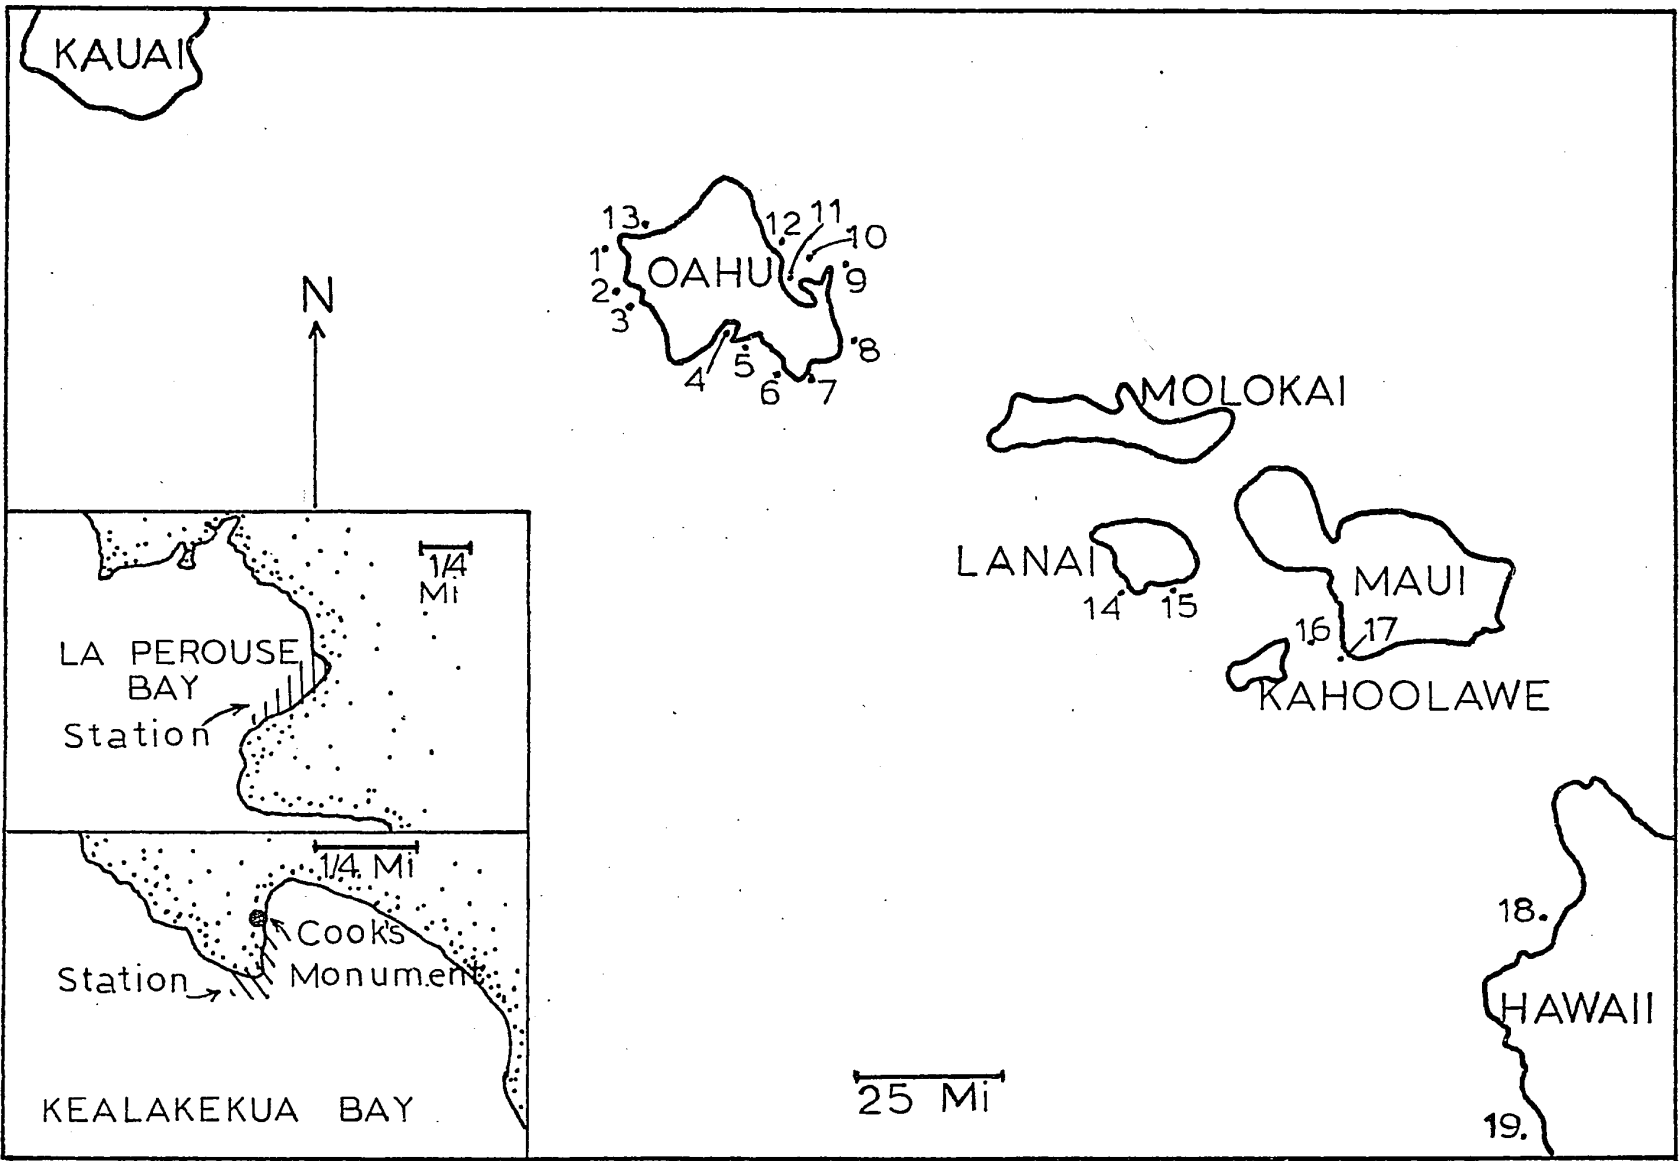 KAUAI
13
12
11
10
1
OAHU
9
2
3
8
4
5
6
7
N
MOLOKAI
LANAI
14
15
MAUI
16
17
KAHOOLAWE
18
HAWAII
19
25 Mi
1/4
Mi
LA PEROUSE
BAY
Station
1/4 Mi
Cook's
Monument
Station
KEALAKEKUA BAY